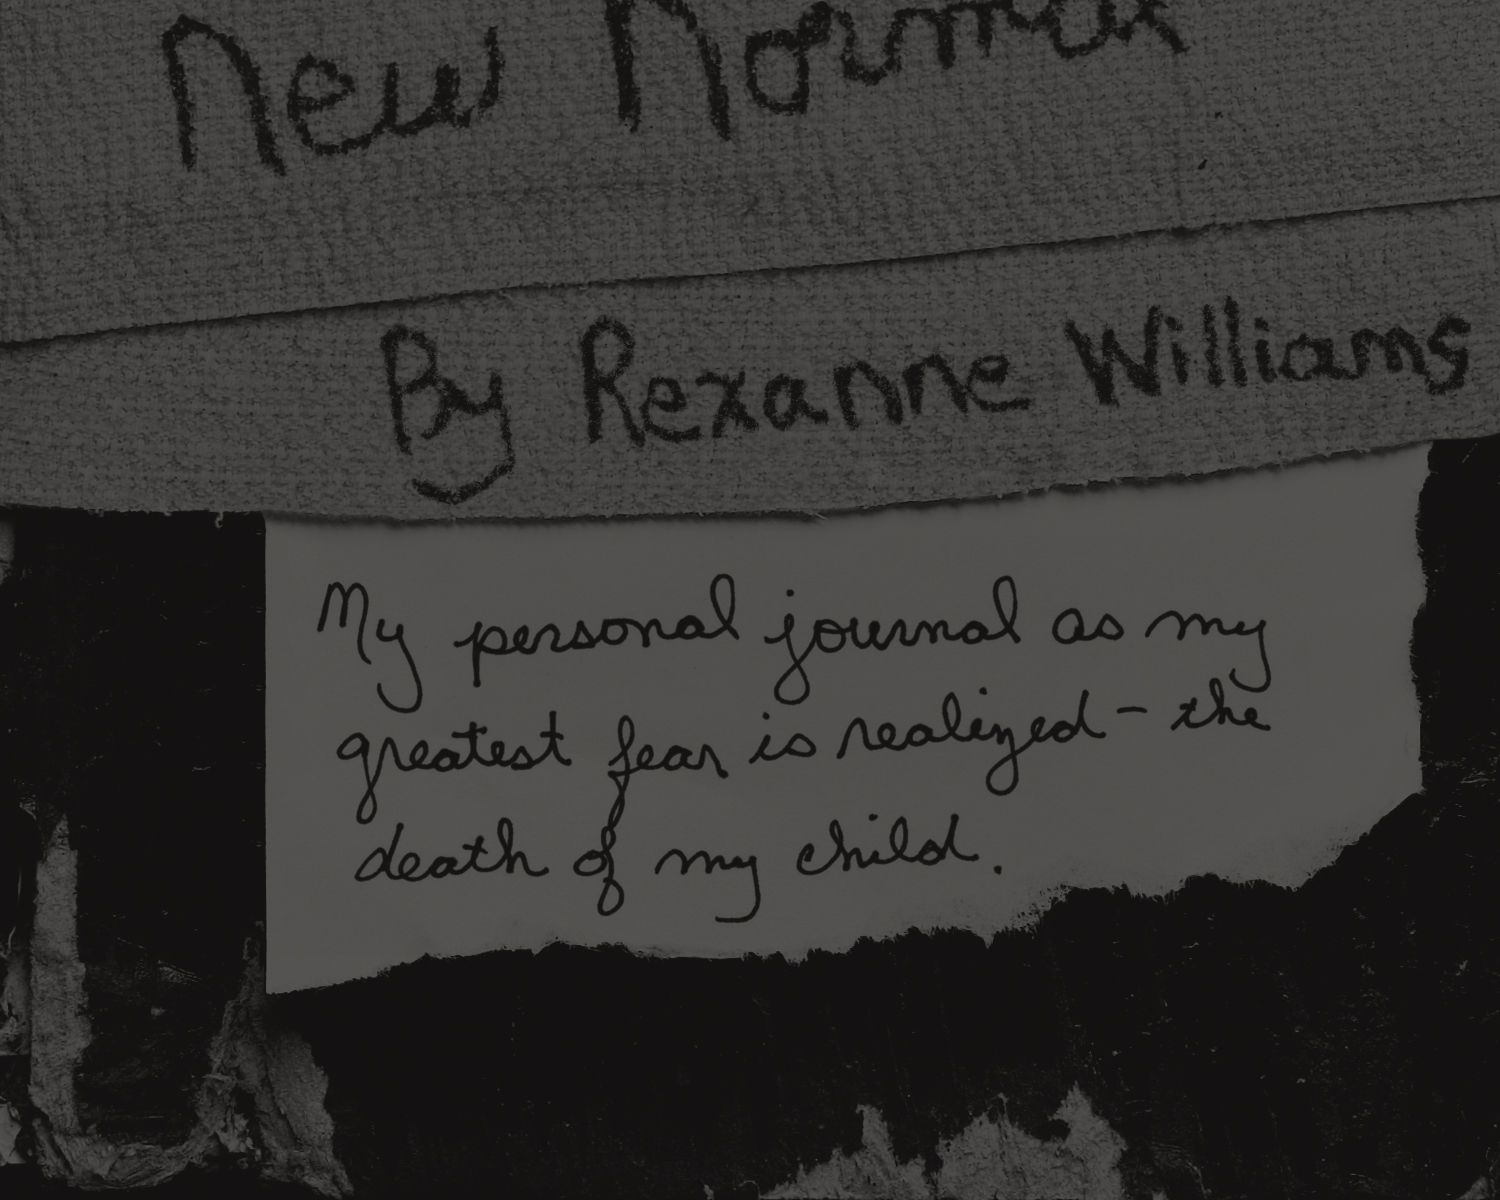 New Normal
By Rexanne Williams
My personal journal as my
greatest fear is realized - the
death of my child.